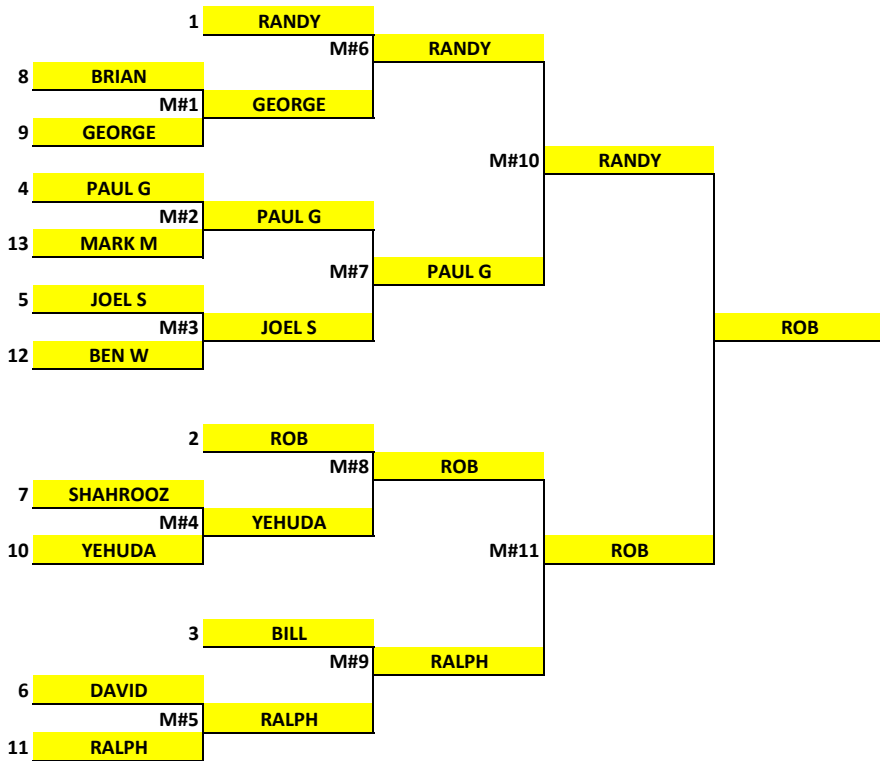 1 RANDY
M#6 RANDY
8 BRIAN
M#1 GEORGE
9 GEORGE
M#10 RANDY
4 PAUL G
M#2 PAUL G
13 MARK M
M#7 PAUL G
5 JOEL S
M#3 JOEL S ROB
12 BEN W
2 ROB
M#8 ROB
7 SHAHROOZ
M#4 YEHUDA
10 YEHUDA M#11 ROB
3 BILL
M#9 RALPH
6 DAVID
M#5 RALPH
11 RALPH